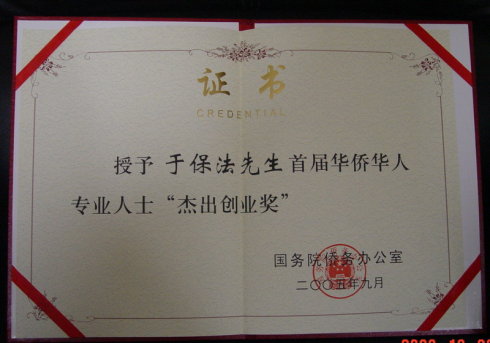 证书
CREDENTIAL
授予 于保法先生首届华侨华人
专业人士“杰出创业奖”
国务院侨务办公室
二〇〇五年九月